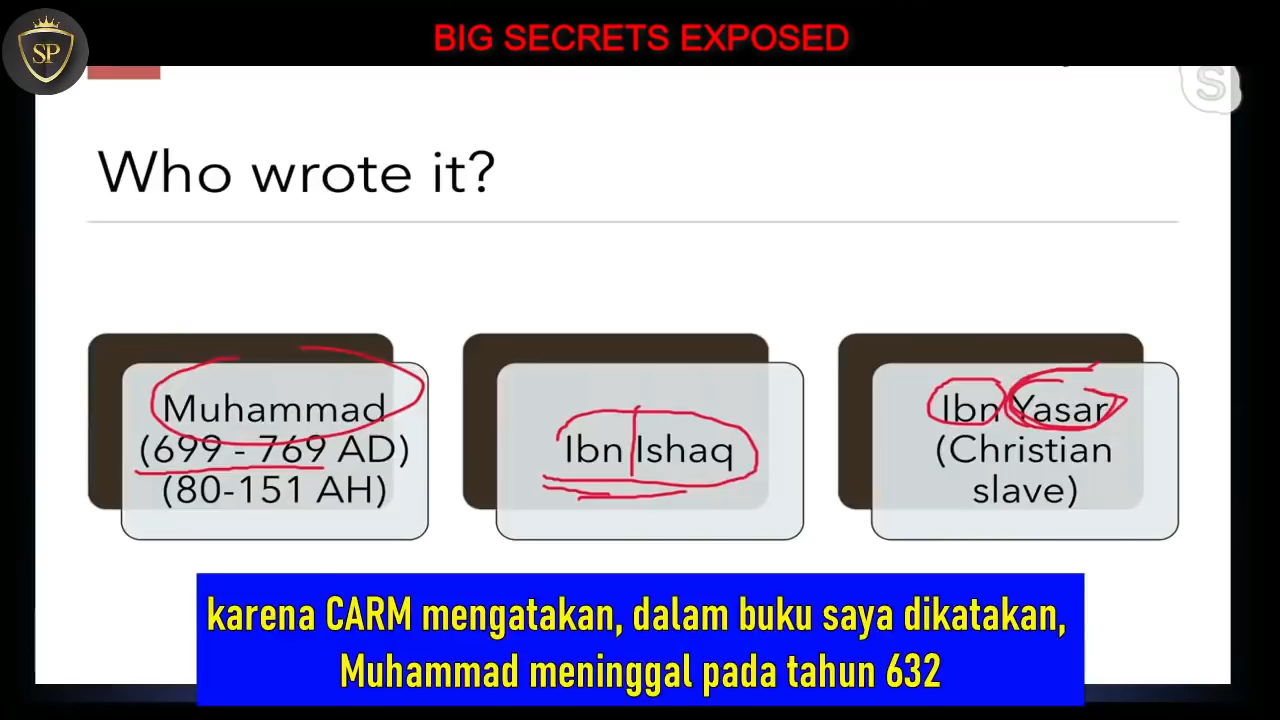 BIG SECRETS EXPOSED
SP
S
Who wrote it?
Muhammad
(699 - 769 AD)
(80-151 AH)
Ibn Ishaq
Ibn Yasar
(Christian
slave)
karena CARM mengatakan, dalam buku saya dikatakan,
Muhammad meninggal pada tahun 632